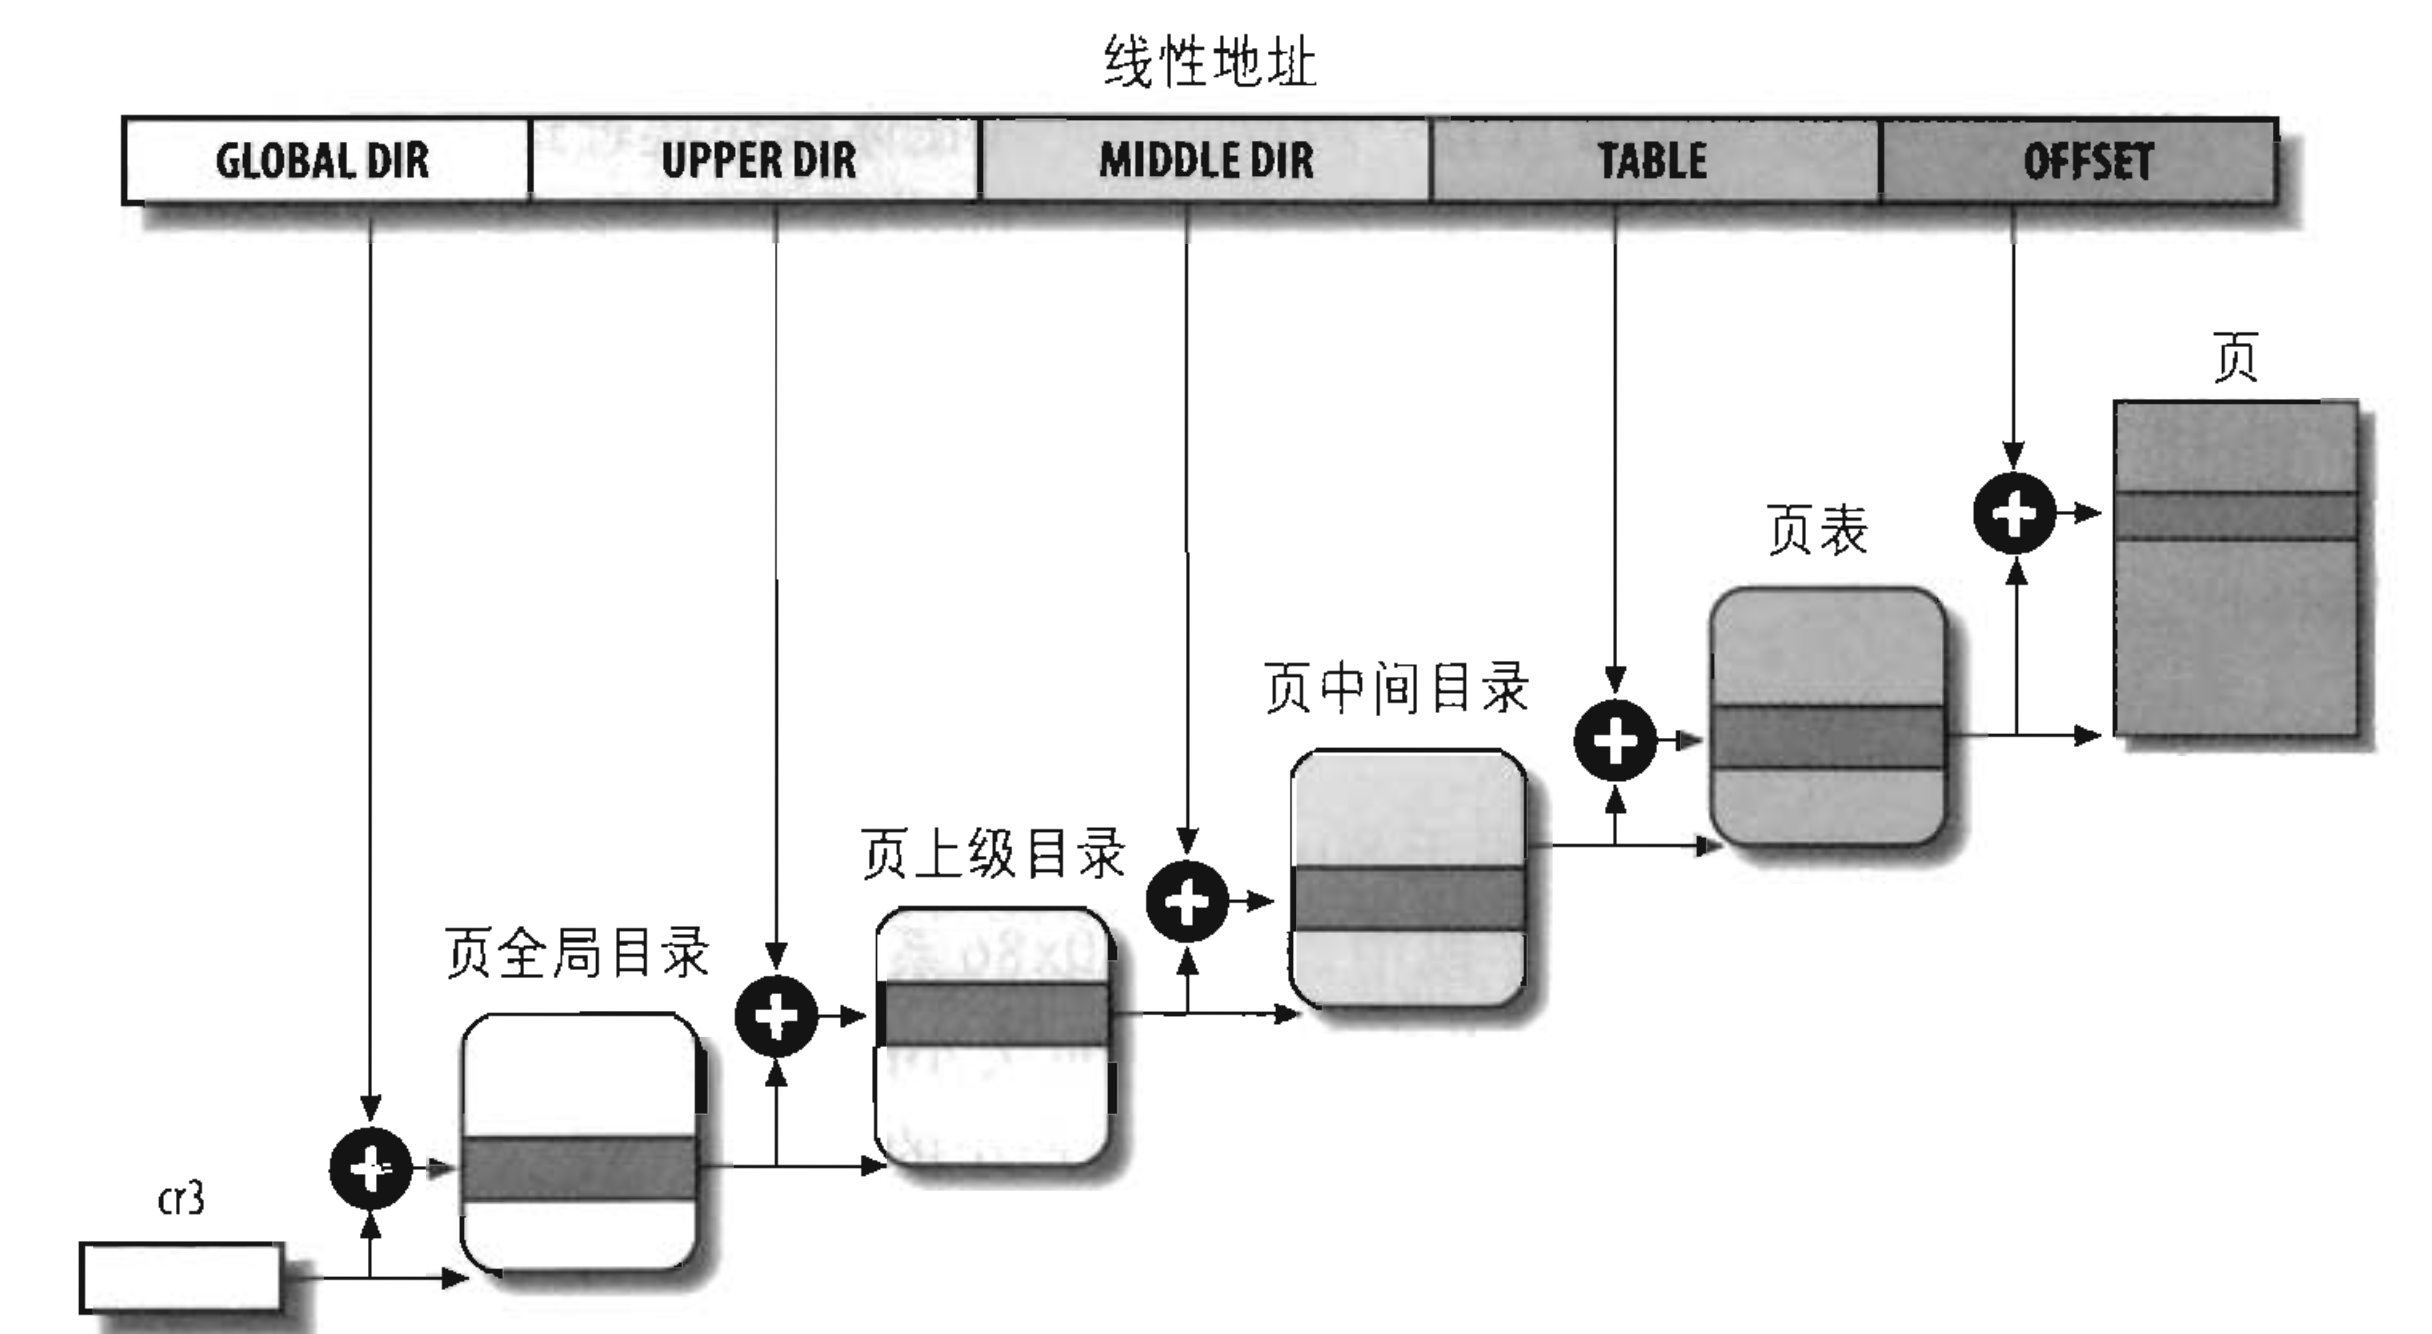 线性地址
GLOBAL DIR
UPPER DIR
MIDDLE DIR
TABLE
OFFSET
页
页表
页中间目录
页上级目录
页全局目录
cr3